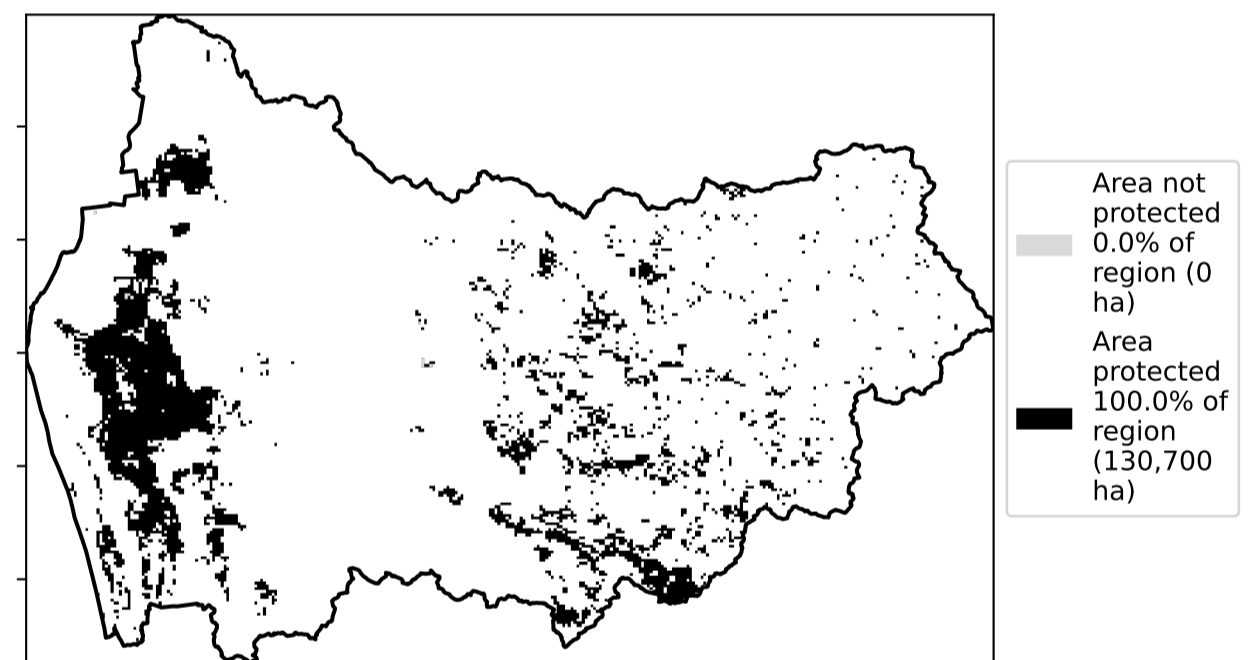 Area not
protected
0.0% of
region (0
ha)
Area
protected
100.0% of
region
(130,700
ha)